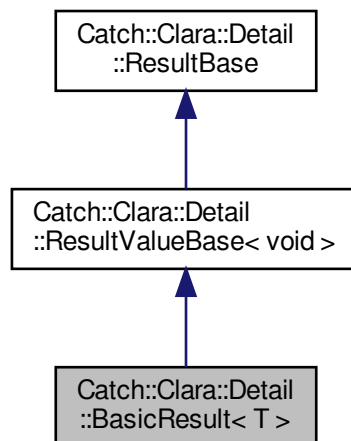 Catch::Clara::Detail
::ResultBase
Catch::Clara::Detail
::ResultValueBase< void >
Catch::Clara::Detail
::BasicResult< T >